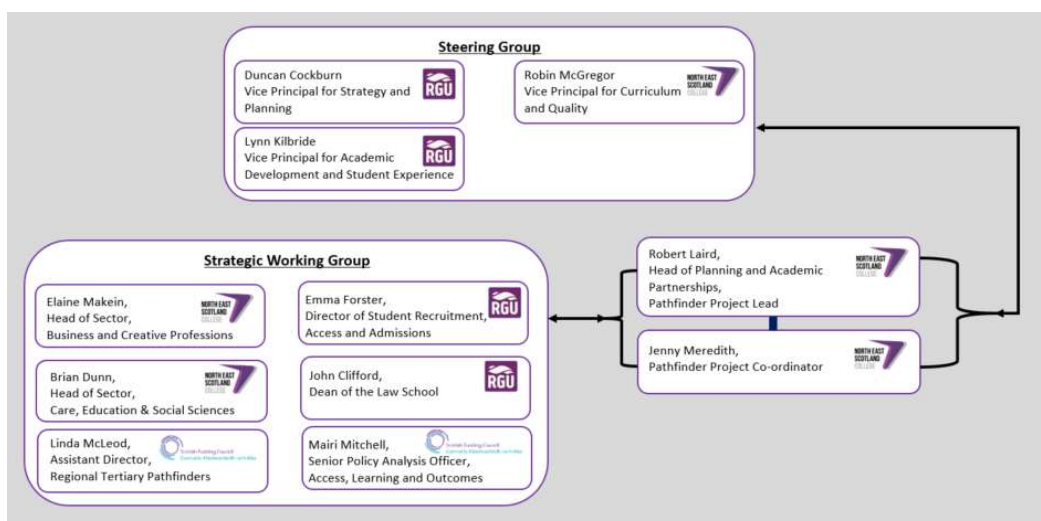 Steering Group
Duncan Cockburn
Vice Principal for Strategy and
Planning
RGU
Robin McGregor
Vice Principal for Curriculum
and Quality
NORTH EAST
SCOTLAND
COLLEGE
Lynn Kilbride
Vice Principal for Academic
Development and Student Experience
RGU
Strategic Working Group
Elaine Makein,
Head of Sector,
Business and Creative Professions
NORTH EAST
SCOTLAND
COLLEGE
Emma Forster,
Director of Student Recruitment,
Access and Admissions
RGU
Brian Dunn,
Head of Sector,
Care, Education & Social Sciences
NORTH EAST
SCOTLAND
COLLEGE
John Clifford,
Dean of the Law School
RGU
Linda McLeod,
Assistant Director,
Regional Tertiary Pathfinders
Scottish Funding Council
Mairi Mitchell,
Senior Policy Analysis Officer,
Access, Learning and Outcomes
Scottish Funding Council
Robert Laird,
Head of Planning and Academic
Partnerships,
Pathfinder Project Lead
NORTH EAST
SCOTLAND
COLLEGE
Jenny Meredith,
Pathfinder Project Co-ordinator
NORTH EAST
SCOTLAND
COLLEGE